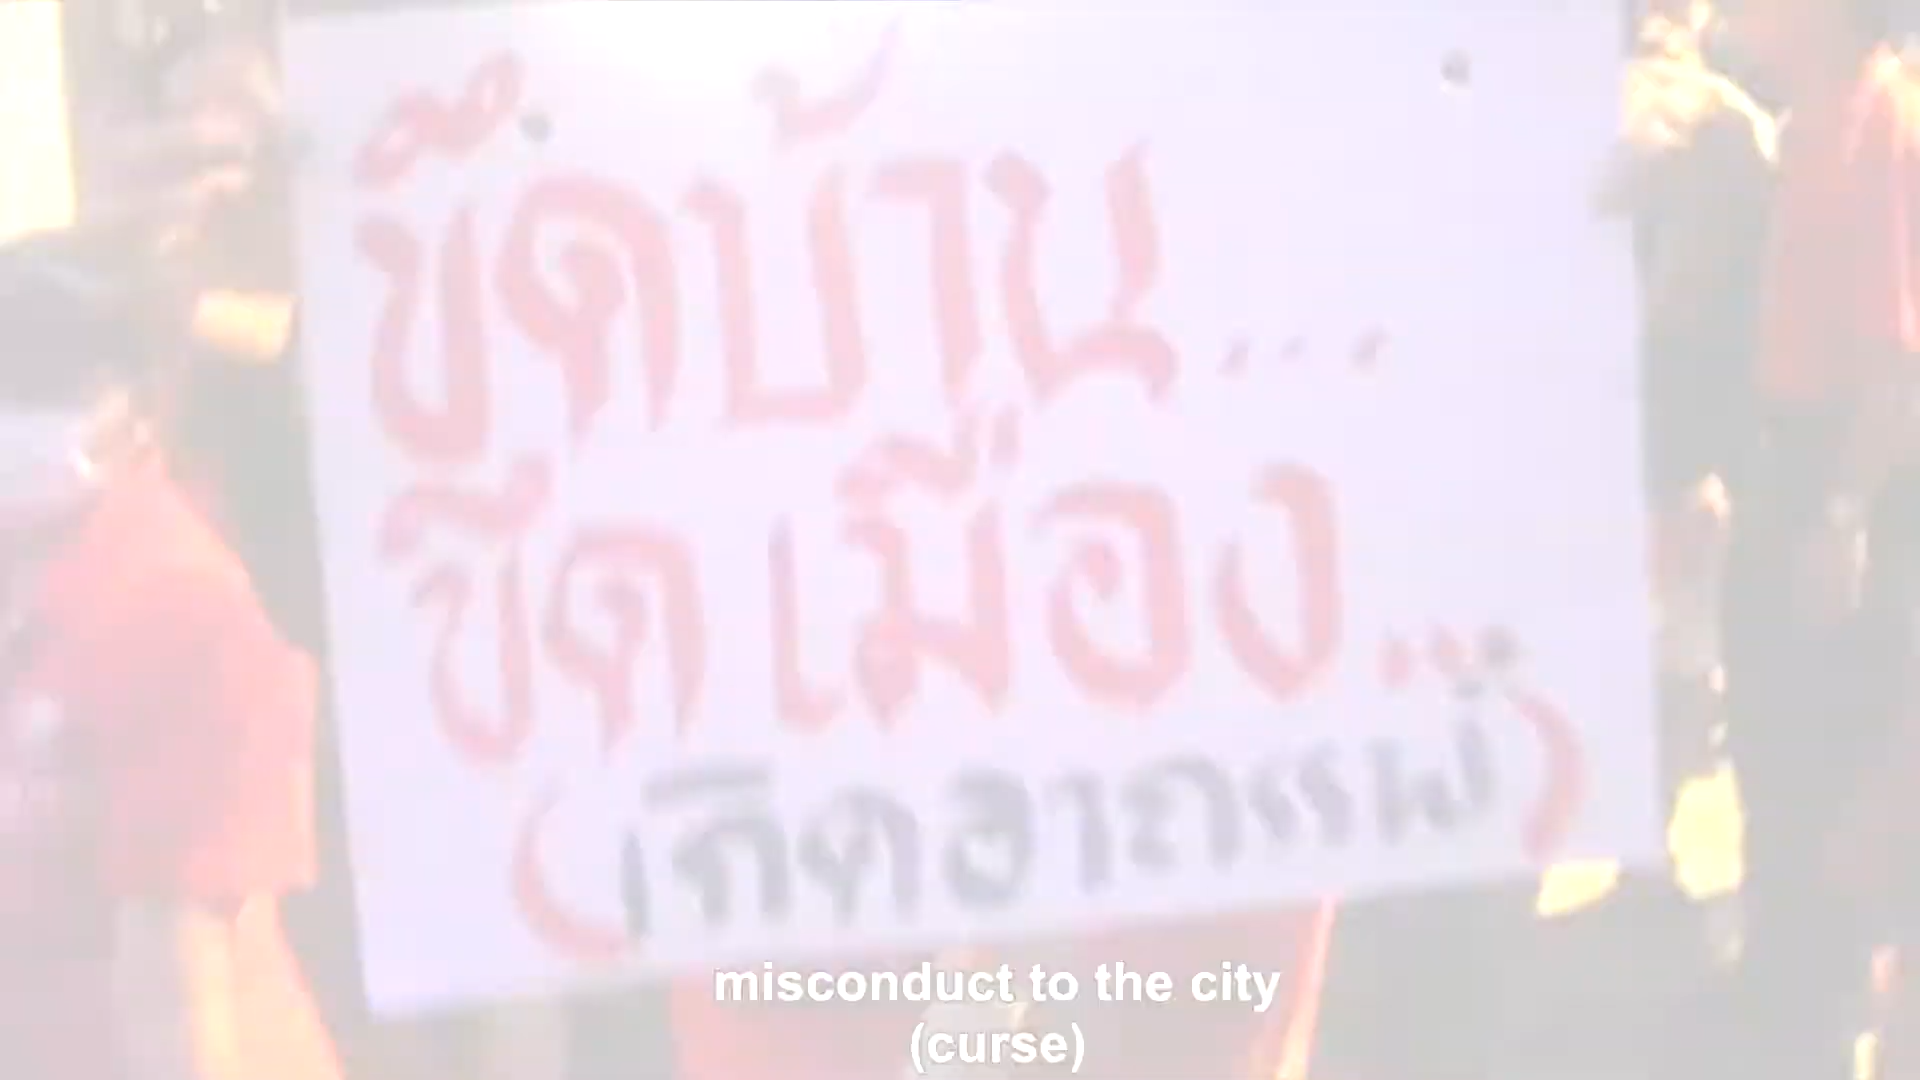 ขึ้ดบ้าน...
ขึดเมือง...
(เกิดอาถรรพ์)
misconduct to the city
(curse)